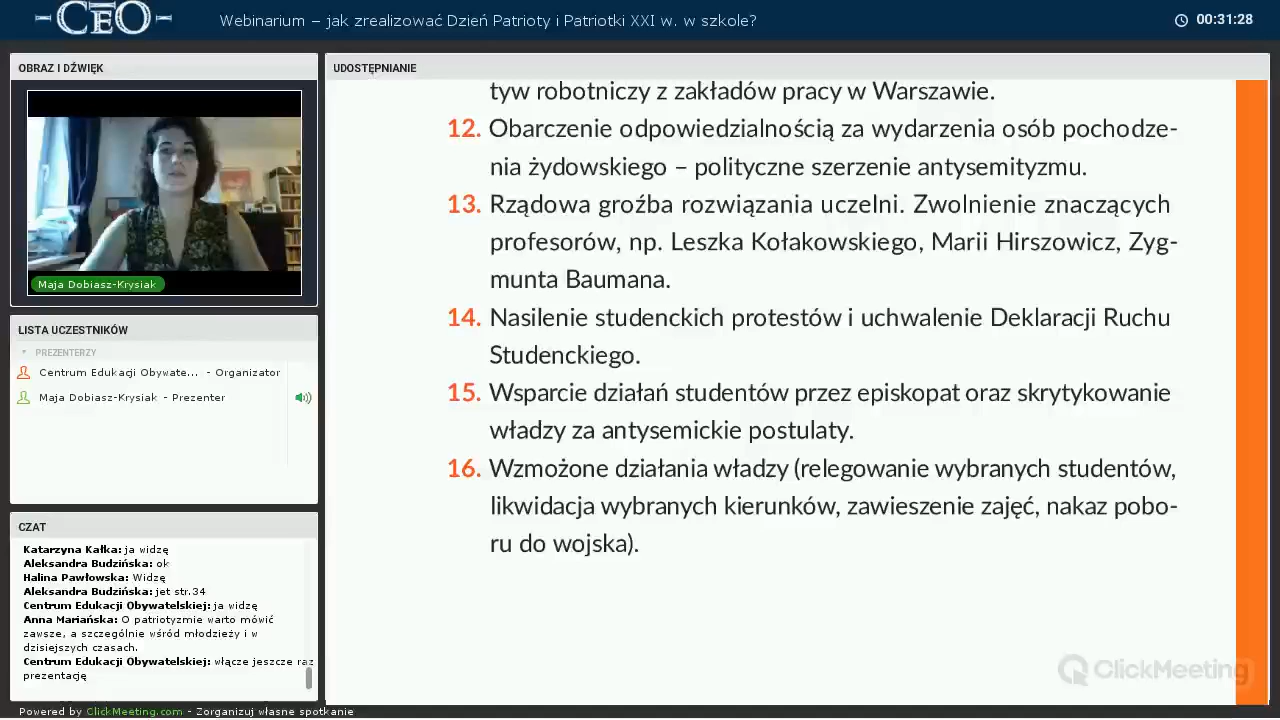 CEO
Webinarium – jak zrealizować Dzień Patrioty i Patriotki XXI w. w szkole?
00:31:28
OBRAZ I DŹWIĘK
Maja Dobiasz-Krysiak
LISTA UCZESTNIKÓW
PREZENTERZY
Centrum Edukacji Obywate... - Organizator
Maja Dobiasz-Krysiak - Prezenter
CZAT
Katarzyna Kałka: ja widzę
Aleksandra Budzińska: ok
Halina Pawłowska: Widzę
Aleksandra Budzińska: jet str.34
Centrum Edukacji Obywatelskiej: ja widzę
Anna Mariańska: O patriotyzmie warto mówić
zawsze, a szczególnie wśród młodzieży i w
dzisiejszych czasach.
Centrum Edukacji Obywatelskiej: włącze jeszcze raz
prezentację
Powered by ClickMeeting.com - Zorganizuj własne spotkanie
UDOSTĘPNIANIE
tyw robotniczy z zakładów pracy w Warszawie.
12. Obarczenie odpowiedzialnością za wydarzenia osób pochodze-
nia żydowskiego – polityczne szerzenie antysemityzmu.
13. Rządowa groźba rozwiązania uczelni. Zwolnienie znaczących
profesorów, np. Leszka Kołakowskiego, Marii Hirszowicz, Zyg-
munta Baumana.
14. Nasilenie studenckich protestów i uchwalenie Deklaracji Ruchu
Studenckiego.
15. Wsparcie działań studentów przez episkopat oraz skrytykowanie
władzy za antysemickie postulaty.
16. Wzmożone działania władzy (relegowanie wybranych studentów,
likwidacja wybranych kierunków, zawieszenie zajęć, nakaz pobo-
ru do wojska).
ClickMeeting